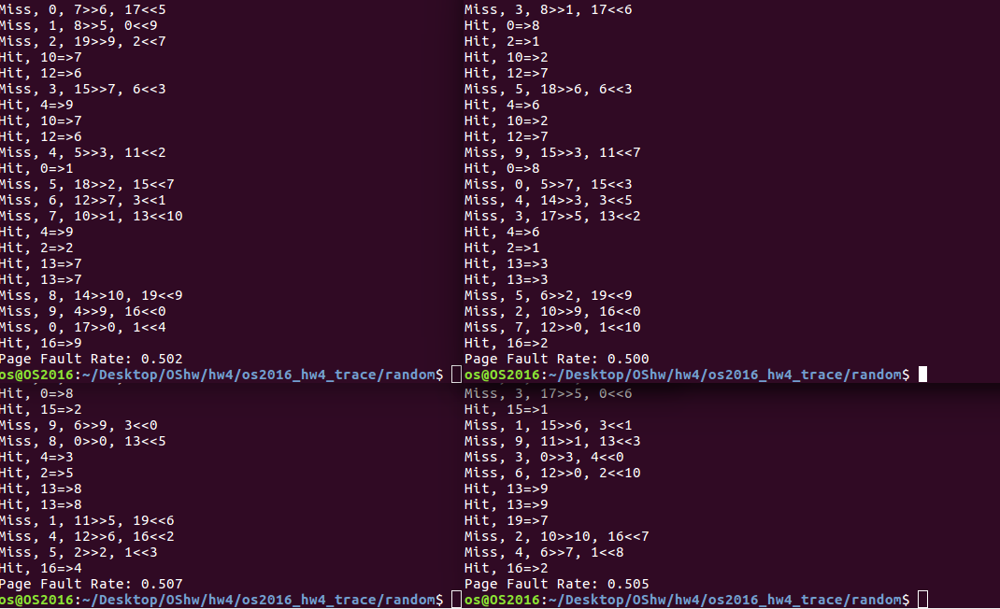 Miss, 0, 7>>6, 17<<5
Miss, 1, 8>>5, 0<<9
Miss, 2, 19>>9, 2<<7
Hit, 10=>7
Hit, 12=>6
Miss, 3, 15>>7, 6<<3
Hit, 4=>9
Hit, 10=>7
Hit, 12=>6
Miss, 4, 5>>3, 11<<2
Hit, 0=>1
Miss, 5, 18>>2, 15<<7
Miss, 6, 12>>7, 3<<1
Miss, 7, 10>>1, 13<<10
Hit, 4=>9
Hit, 2=>2
Hit, 13=>7
Hit, 13=>7
Miss, 8, 14>>10, 19<<9
Miss, 9, 4>>9, 16<<0
Miss, 0, 17>>0, 1<<4
Hit, 16=>9
Page Fault Rate: 0.502
os@OS2016:~/Desktop/OShw/hw4/os2016_hw4_trace/random$
Miss, 3, 8>>1, 17<<6
Hit, 0=>8
Hit, 2=>1
Hit, 10=>2
Hit, 12=>7
Miss, 5, 18>>6, 6<<3
Hit, 4=>6
Hit, 10=>2
Hit, 12=>7
Miss, 9, 15>>3, 11<<7
Hit, 0=>8
Miss, 0, 5>>7, 15<<3
Miss, 4, 14>>3, 3<<5
Miss, 3, 17>>5, 13<<2
Hit, 4=>6
Hit, 2=>1
Hit, 13=>3
Hit, 13=>3
Miss, 5, 6>>2, 19<<9
Miss, 2, 10>>9, 16<<0
Miss, 7, 12>>0, 1<<10
Hit, 16=>2
Page Fault Rate: 0.500
os@OS2016:~/Desktop/OShw/hw4/os2016_hw4_trace/random$
Hit, 0=>8
Hit, 15=>2
Miss, 9, 6>>9, 3<<0
Miss, 8, 0>>0, 13<<5
Hit, 4=>3
Hit, 2=>5
Hit, 13=>8
Hit, 13=>8
Miss, 1, 11>>5, 19<<6
Miss, 4, 12>>6, 16<<2
Miss, 5, 2>>2, 1<<3
Hit, 16=>4
Page Fault Rate: 0.507
os@OS2016:~/Desktop/OShw/hw4/os2016_hw4_trace/random$
Miss, 3, 17>>5, 0<<6
Hit, 15=>1
Miss, 1, 15>>6, 3<<1
Miss, 9, 11>>1, 13<<3
Miss, 3, 0>>3, 4<<0
Miss, 6, 12>>0, 2<<10
Hit, 13=>9
Hit, 13=>9
Hit, 19=>7
Miss, 2, 10>>10, 16<<7
Miss, 4, 6>>7, 1<<8
Hit, 16=>2
Page Fault Rate: 0.505
os@OS2016:~/Desktop/OShw/hw4/os2016_hw4_trace/random$